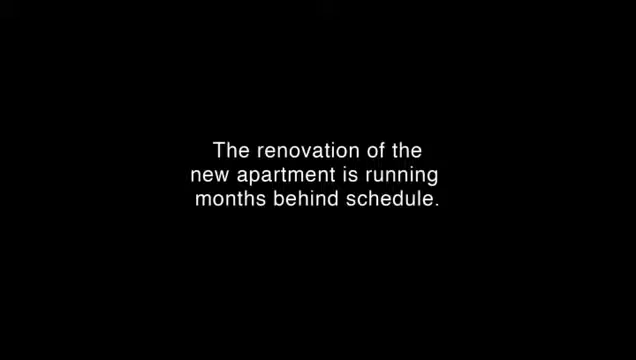 The renovation of the
new apartment is running
months behind schedule.